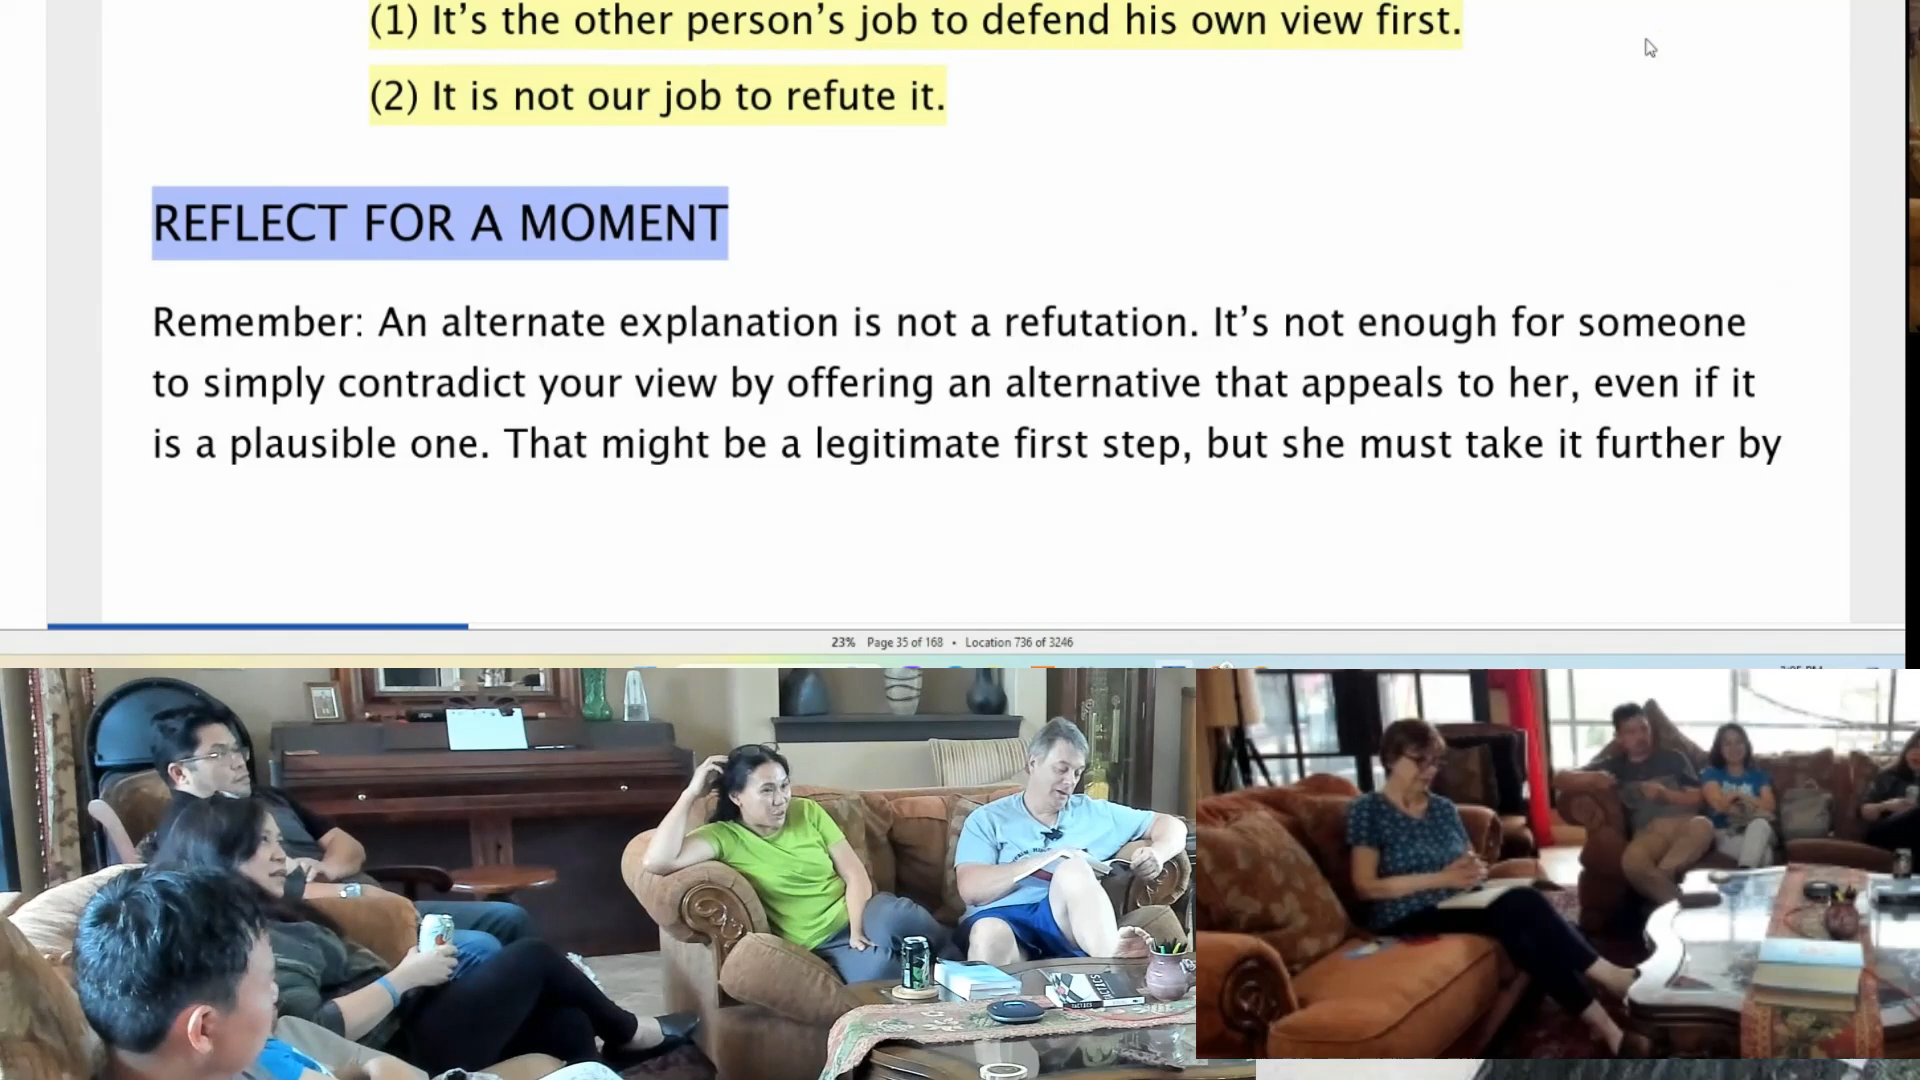 (1) It’s the other person’s job to defend his own view first.
(2) It is not our job to refute it.
REFLECT FOR A MOMENT
Remember: An alternate explanation is not a refutation. It’s not enough for someone
to simply contradict your view by offering an alternative that appeals to her, even if it
is a plausible one. That might be a legitimate first step, but she must take it further by
23% Page 35 of 168 • Location 736 of 3246
TACTICS